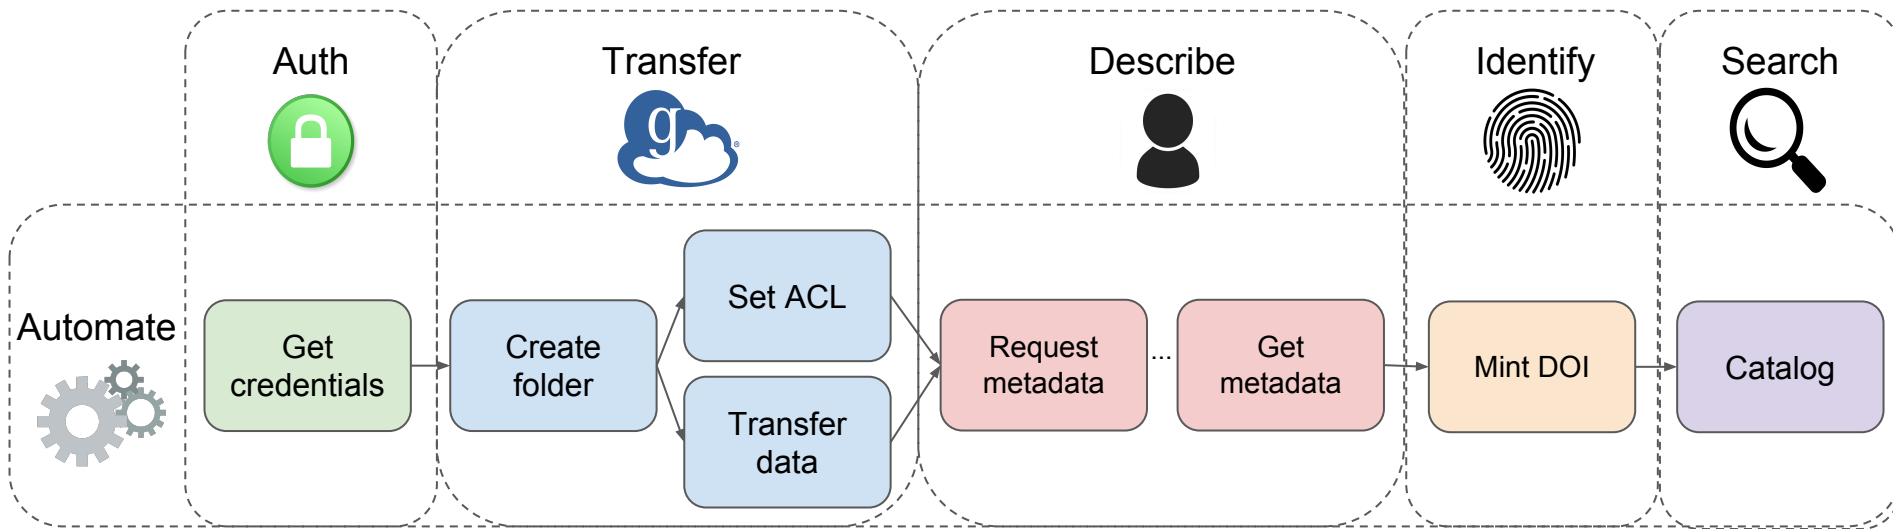 Auth
Transfer
Describe
Identify
Search
g
®
Automate
Get
credentials
Create
folder
Set ACL
Transfer
data
Request
metadata
...
Get
metadata
Mint DOI
Catalog